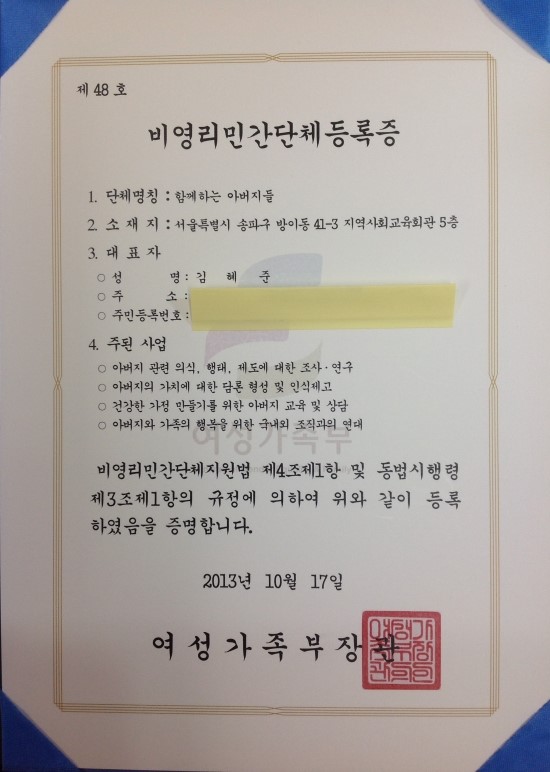 제 48 호
비영리민간단체등록증
1. 단체명칭 : 함께하는 아버지들
2. 소 재 지 : 서울특별시 송파구 방이동 41-3 지역사회교육회관 5층
3. 대 표 자
○ 성 명 : 김 혜 준
○ 주 소 :
○ 주민등록번호 :
4. 주된 사업
○ 아버지 관련 의식, 행태, 제도에 대한 조사·연구
○ 아버지의 가치에 대한 담론 형성 및 인식제고
○ 건강한 가정 만들기를 위한 아버지 교육 및 상담
○ 아버지와 가족의 행복을 위한 국내외 조직과의 연대
여성가족부
비영리민간단체지원법 제4조제1항 및 동법시행령
제3조제1항의 규정에 의하여 위와 같이 등록
하였음을 증명합니다.
2013년 10월 17일
여성가족부장관